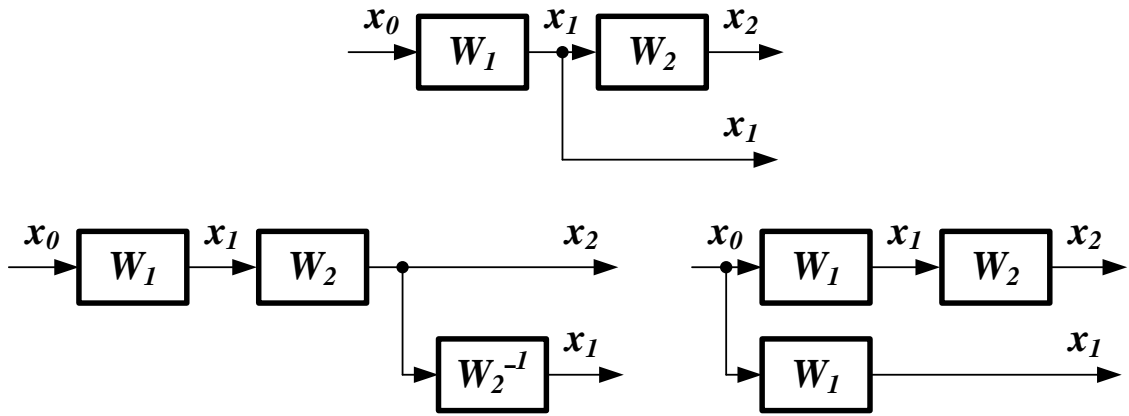 x₀ W₁ x₁ W₂ x₂
x₁
x₀ W₁ x₁ W₂ x₂
W₂⁻¹ x₁
x₀ W₁ x₁ W₂ x₂
W₁ x₁